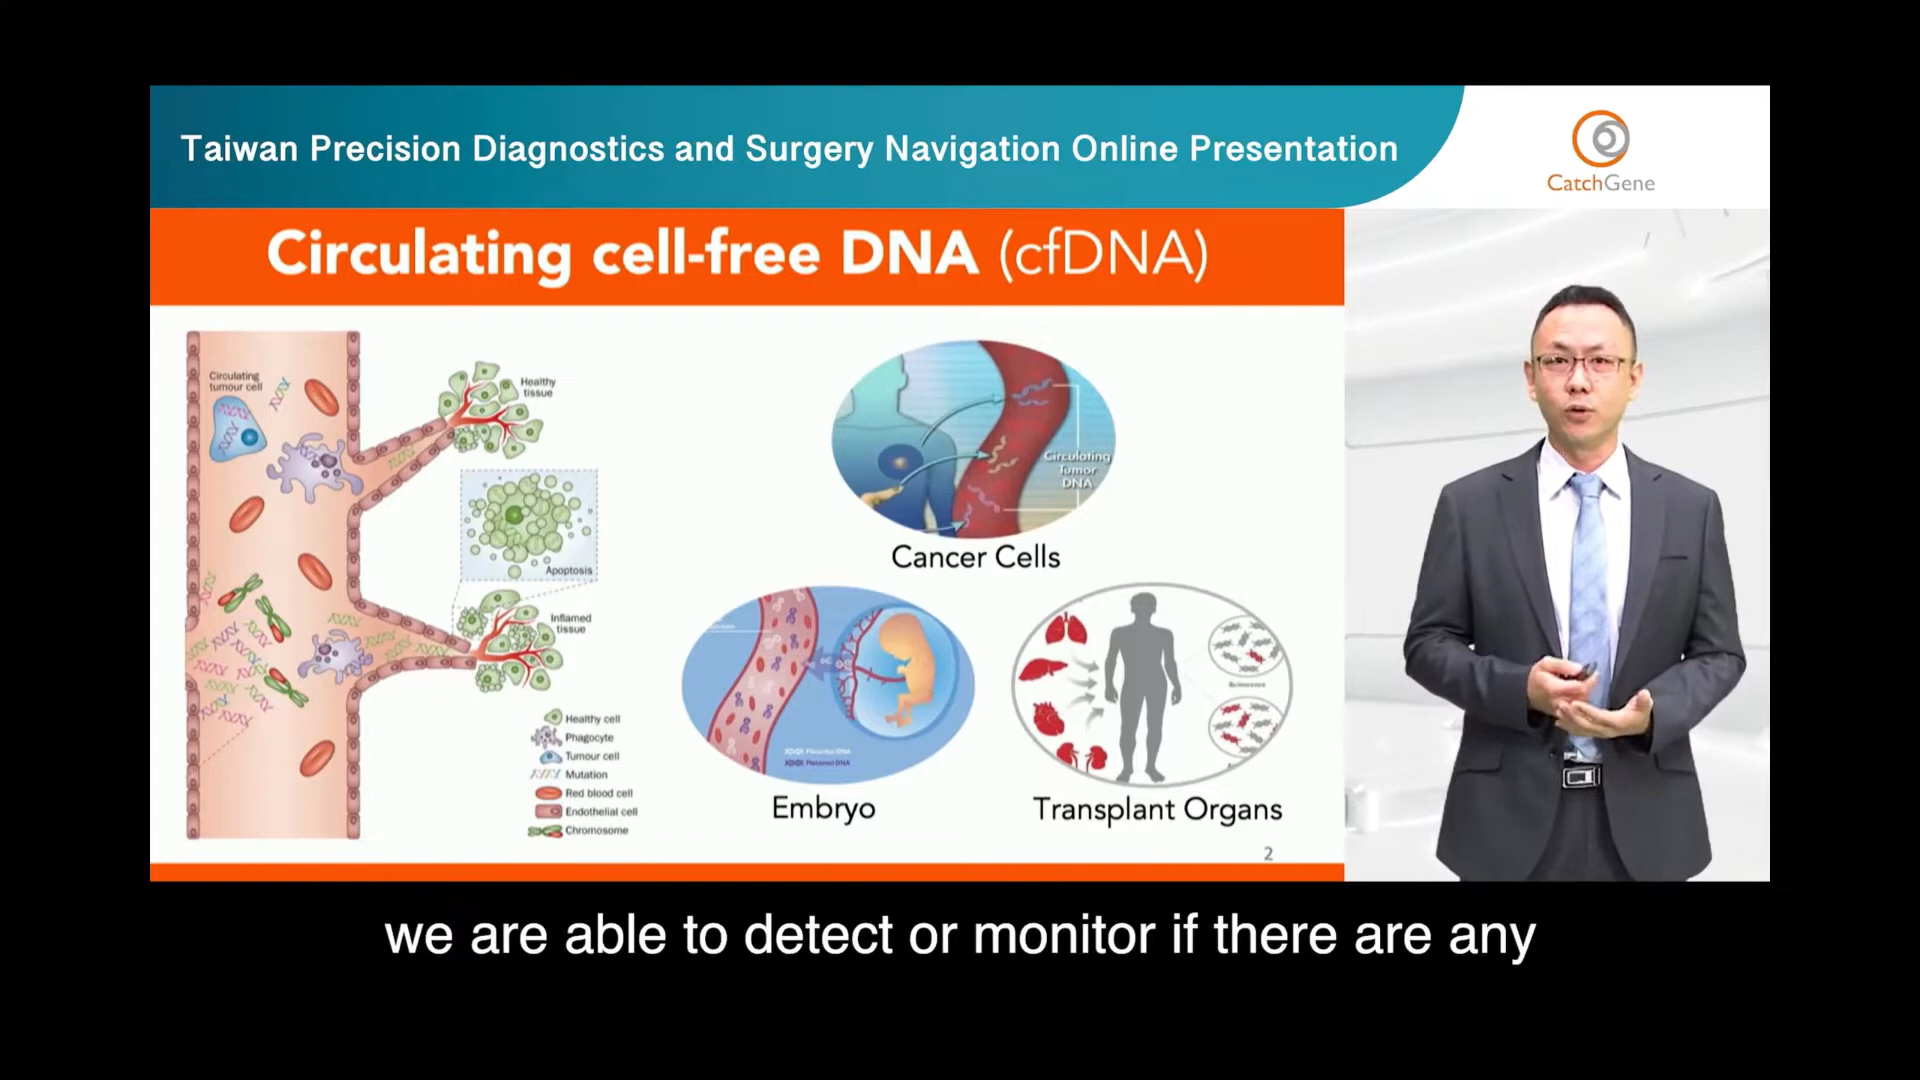 Taiwan Precision Diagnostics and Surgery Navigation Online Presentation
CatchGene
Circulating cell-free DNA (cfDNA)
Circulating
tumour cell
Healthy
tissue
Apoptosis
Inflamed
tissue
Healthy cell
Phagocyte
Tumour cell
Mutation
Red blood cell
Endothelial cell
Chromosome
Circulating
Tumor
DNA
Cancer Cells
Embryo
Transplant Organs
2
we are able to detect or monitor if there are any